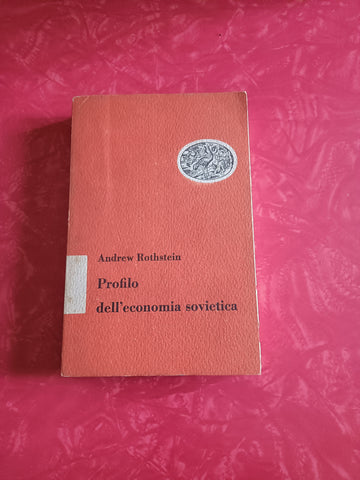 Andrew Rothstein
Profilo
dell'economia sovietica